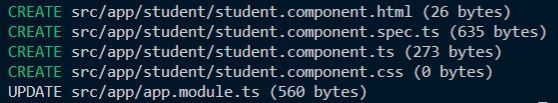 CREATE src/app/student/student.component.html (26 bytes)
CREATE src/app/student/student.component.spec.ts (635 bytes)
CREATE src/app/student/student.component.ts (273 bytes)
CREATE src/app/student/student.component.css (0 bytes)
UPDATE src/app/app.module.ts (560 bytes)